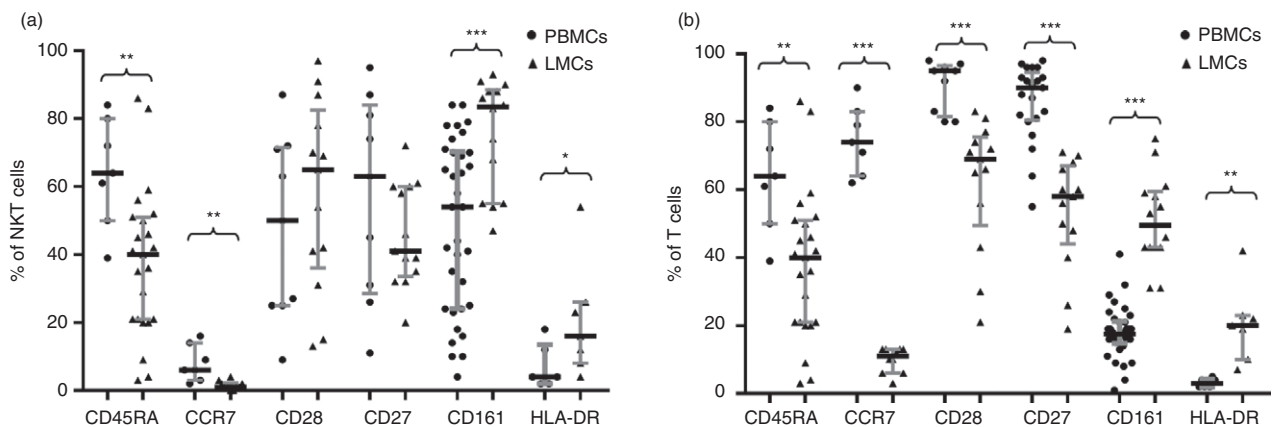 (a)
PBMCs
LMCs
% of NKT cells
100
80
60
40
20
0
**
**
***
*
CD45RA CCR7 CD28 CD27 CD161 HLA-DR
(b)
PBMCs
LMCs
% of T cells
100
80
60
40
20
0
**
***
***
***
***
**
CD45RA CCR7 CD28 CD27 CD161 HLA-DR